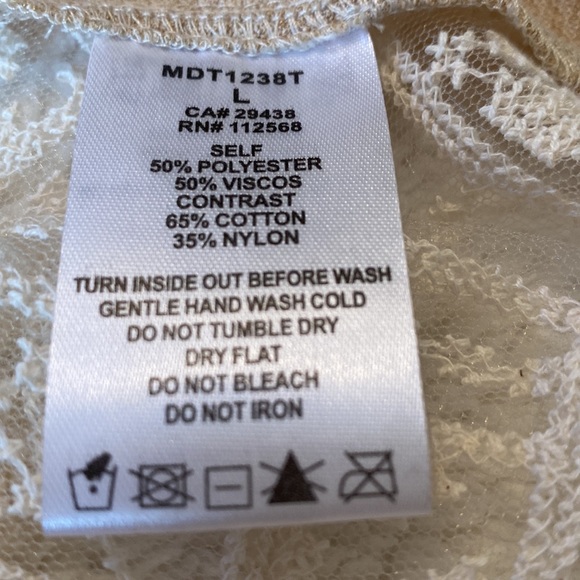 MDT1238T
L
CA# 29438
RN# 112568
SELF
50% POLYESTER
50% VISCOS
CONTRAST
65% COTTON
35% NYLON
TURN INSIDE OUT BEFORE WASH
GENTLE HAND WASH COLD
DO NOT TUMBLE DRY
DRY FLAT
DO NOT BLEACH
DO NOT IRON